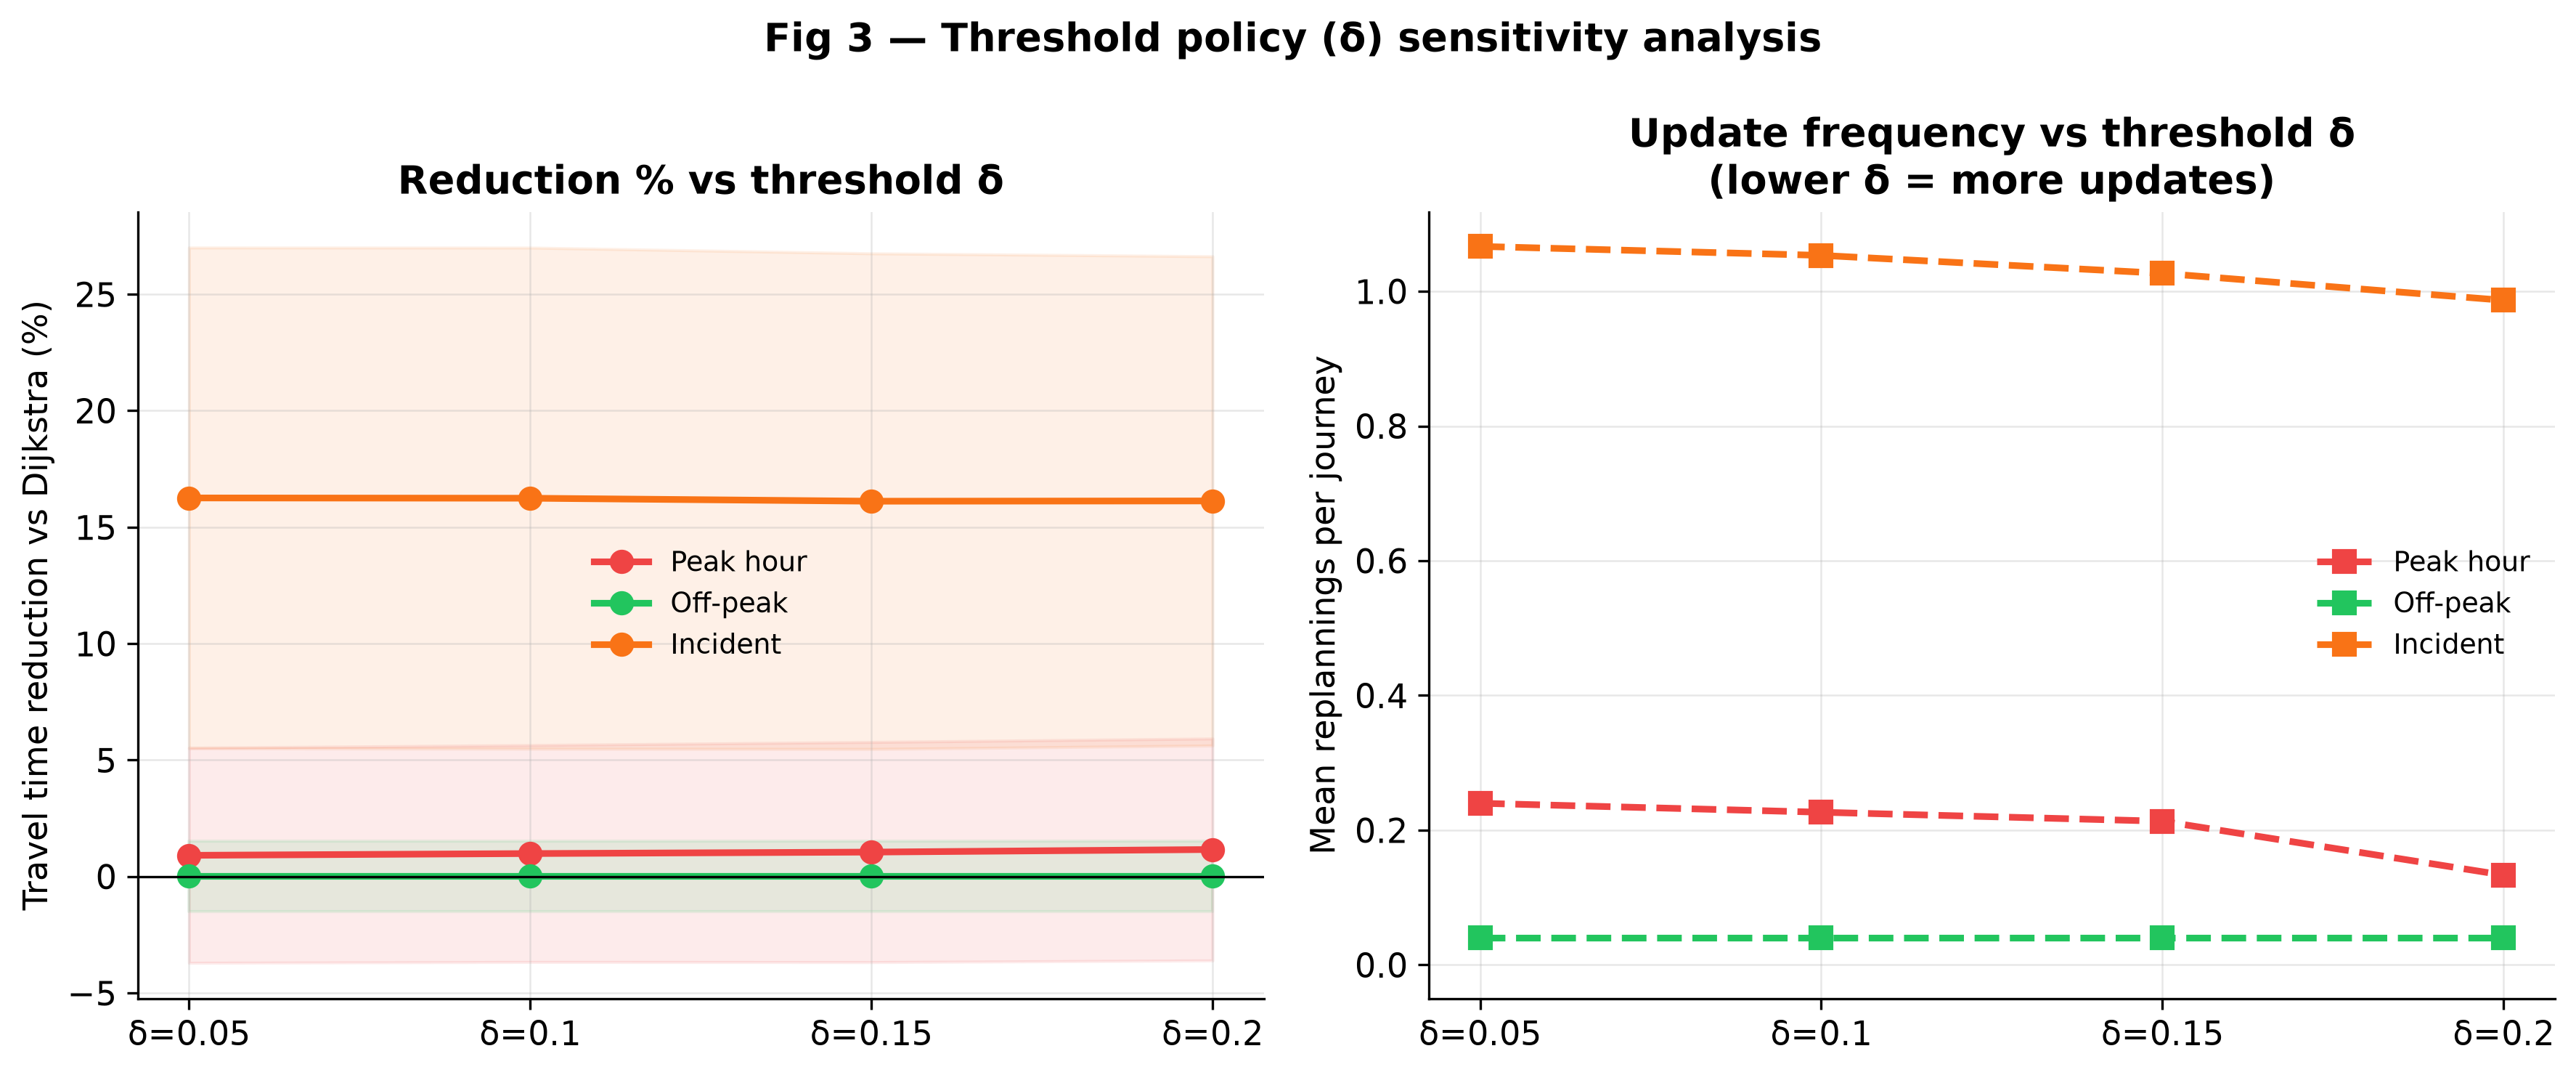 Fig 3 — Threshold policy (δ) sensitivity analysis
Reduction % vs threshold δ
Travel time reduction vs Dijkstra (%)
25
20
15
10
5
0
−5
δ=0.05
δ=0.1
δ=0.15
δ=0.2
Peak hour
Off-peak
Incident
Update frequency vs threshold δ
(lower δ = more updates)
Mean replannings per journey
1.0
0.8
0.6
0.4
0.2
0.0
δ=0.05
δ=0.1
δ=0.15
δ=0.2
Peak hour
Off-peak
Incident